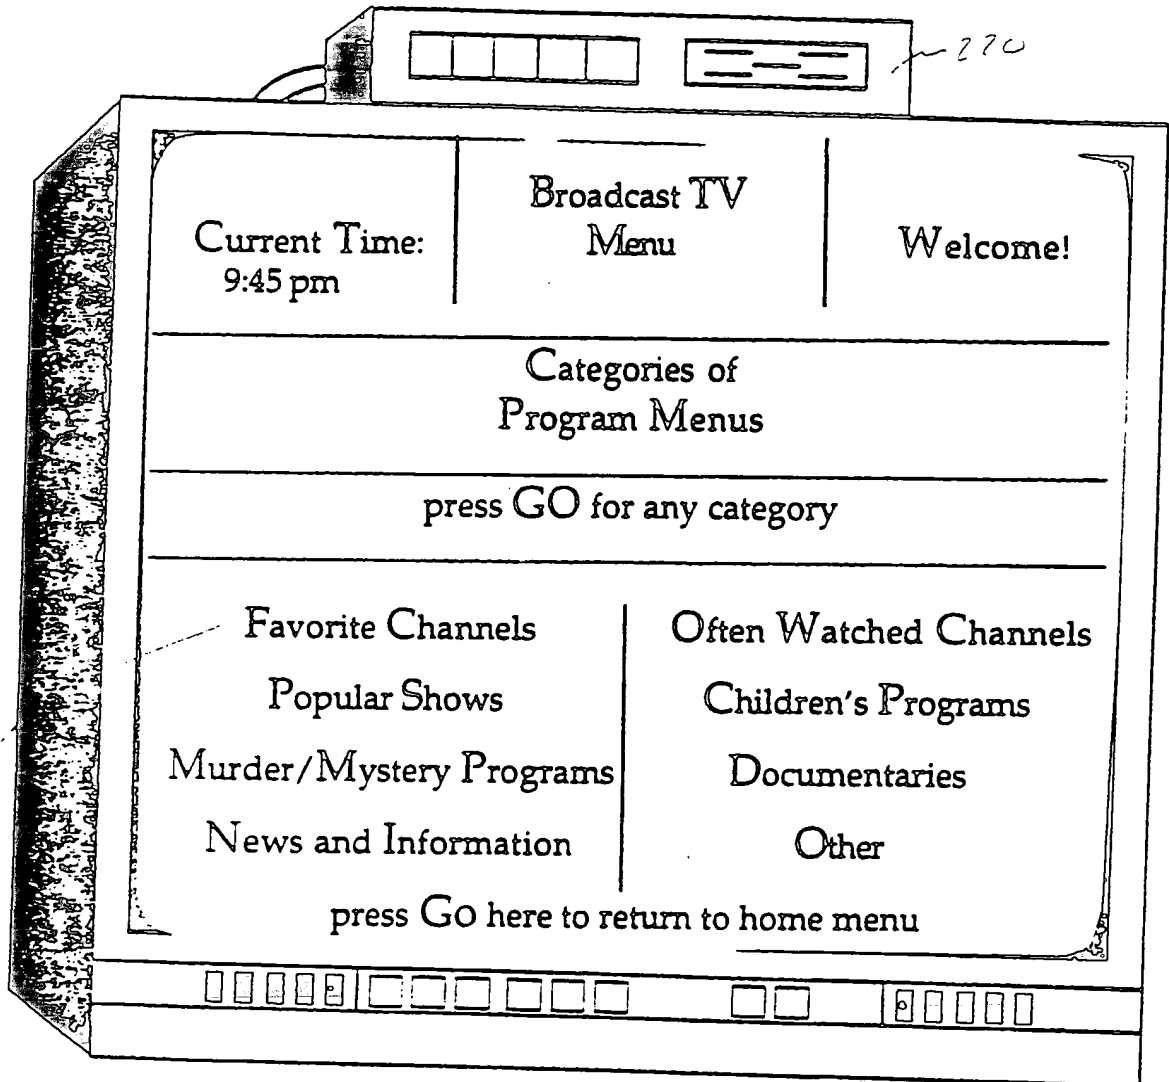 220
Broadcast TV
Menu
Current Time:
9:45 pm
Welcome!
Categories of
Program Menus
press GO for any category
Favorite Channels
Often Watched Channels
Popular Shows
Children's Programs
Murder/Mystery Programs
Documentaries
News and Information
Other
press Go here to return to home menu